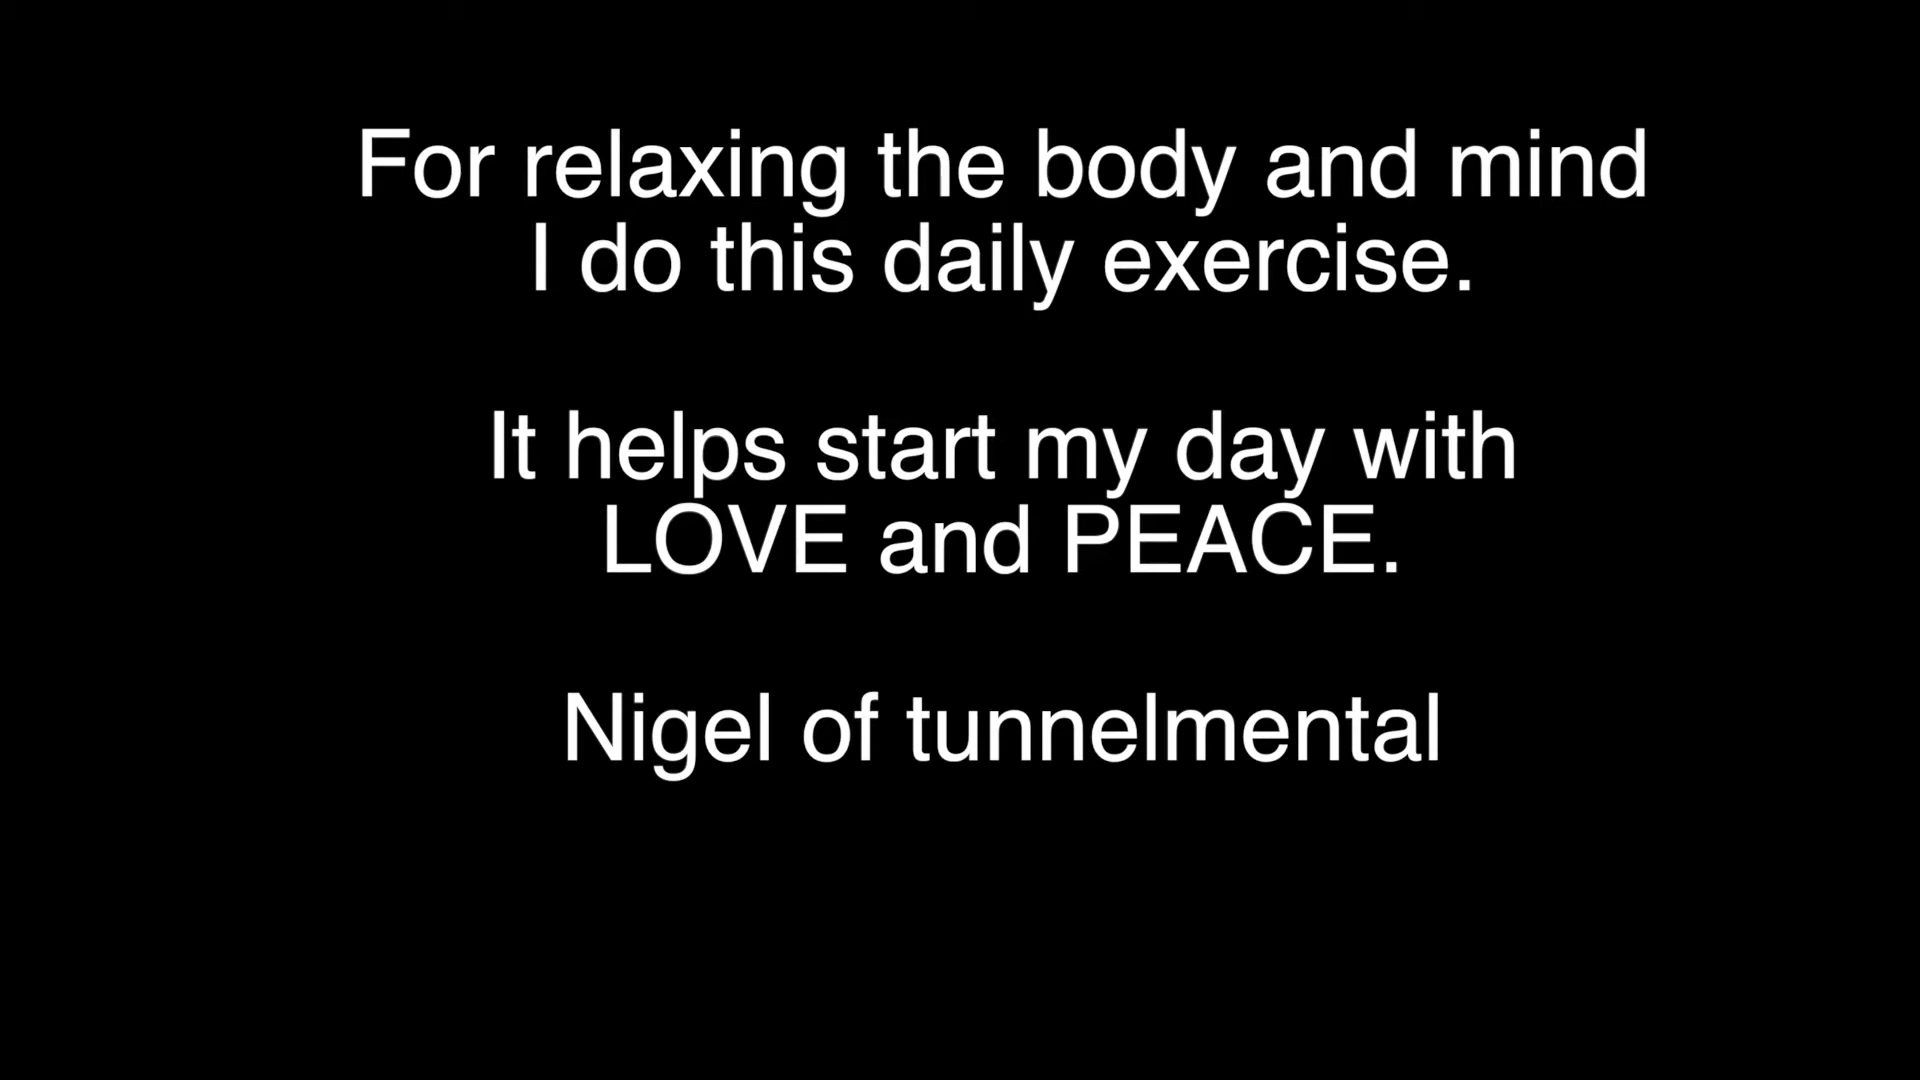 For relaxing the body and mind
I do this daily exercise.
It helps start my day with
LOVE and PEACE.
Nigel of tunnelmental